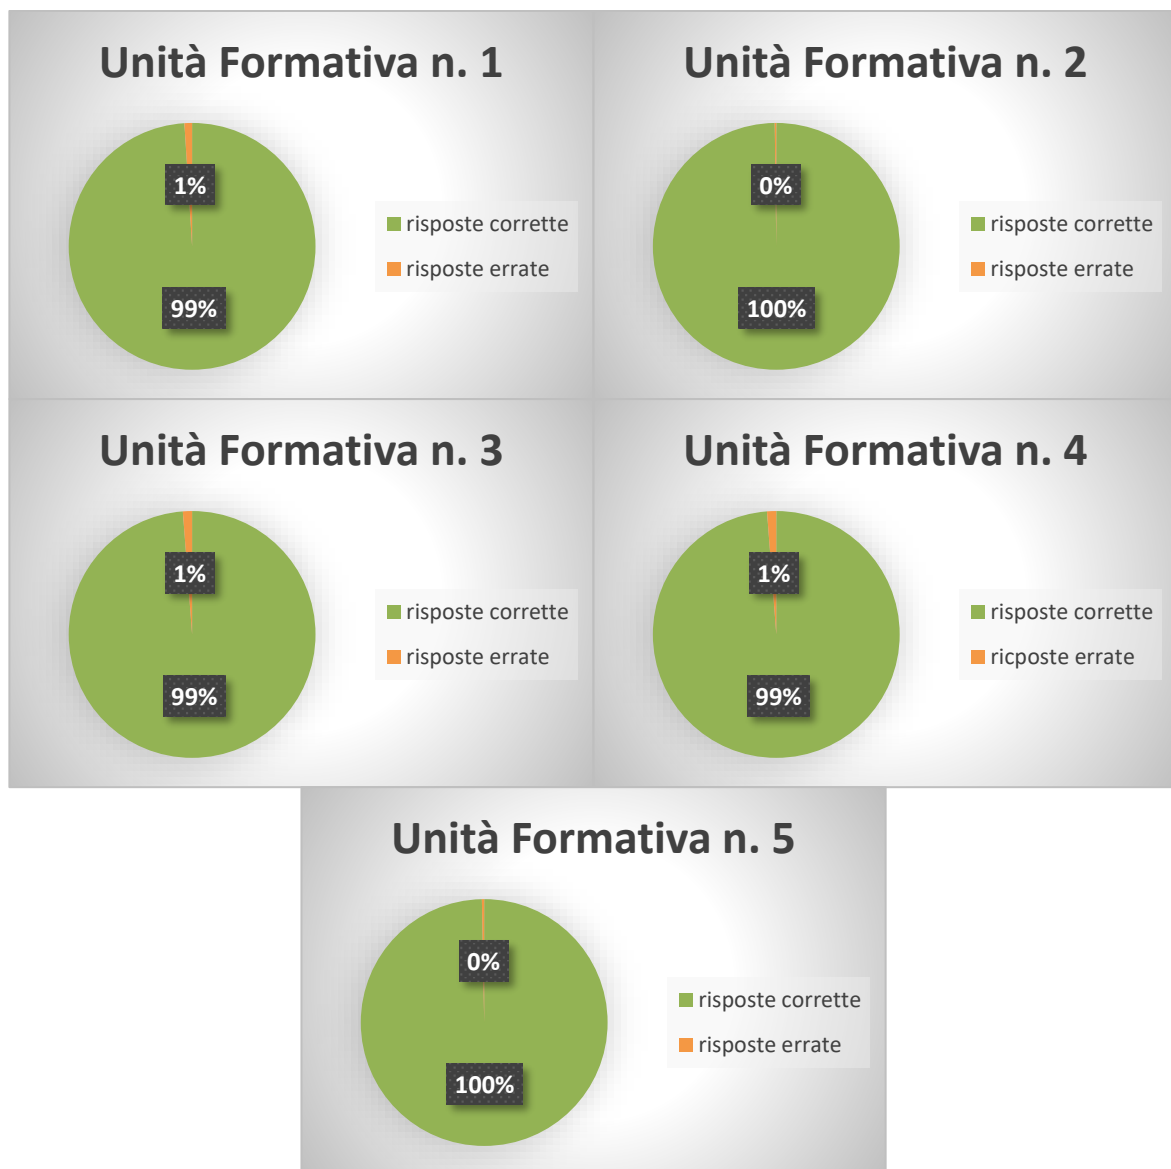 Unità Formativa n. 1
1%
99%
risposte corrette
risposte errate
Unità Formativa n. 2
0%
100%
risposte corrette
risposte errate
Unità Formativa n. 3
1%
99%
risposte corrette
risposte errate
Unità Formativa n. 4
1%
99%
risposte corrette
ricposte errate
Unità Formativa n. 5
0%
100%
risposte corrette
risposte errate